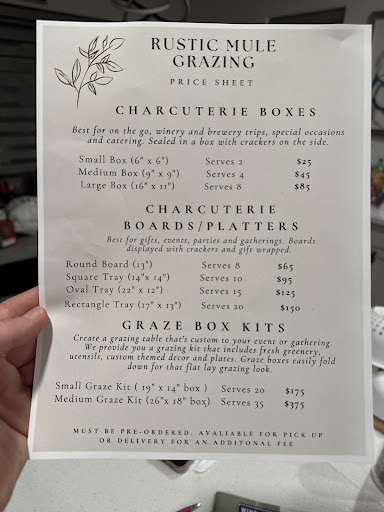 RUSTIC MULE
GRAZING
PRICE SHEET
CHARCUTERIE BOXES
Best for on the go, winery and brewery trips, special occasions
and catering. Sealed in a box with crackers on the side.
Small Box (6" x 6") Serves 2 $25
Medium Box (9" x 9") Serves 4 $45
Large Box (16" x 11") Serves 8 $85
CHARCUTERIE
BOARDS/PLATTERS
Best for gifts, events, parties and gatherings. Boards
displayed with crackers and gift wrapped.
Round Board (13") Serves 8 $65
Square Tray (14"x 14") Serves 10 $95
Oval Tray (22" x 12") Serves 15 $125
Rectangle Tray (17" x 13") Serves 20 $150
GRAZE BOX KITS
Create a grazing table that's custom to your event or gathering.
We provide you a grazing kit that includes fresh greenery,
utensils, custom themed decor and plates. Graze boxes easily fold
down for that flat lay grazing look.
Small Graze Kit ( 19" x 14" box ) Serves 20 $175
Medium Graze Kit (26"x 18" box) Serves 35 $375
MUST BE PRE-ORDERED. AVALIABLE FOR PICK UP
OR DELIVERY FOR AN ADDITONAL FEE